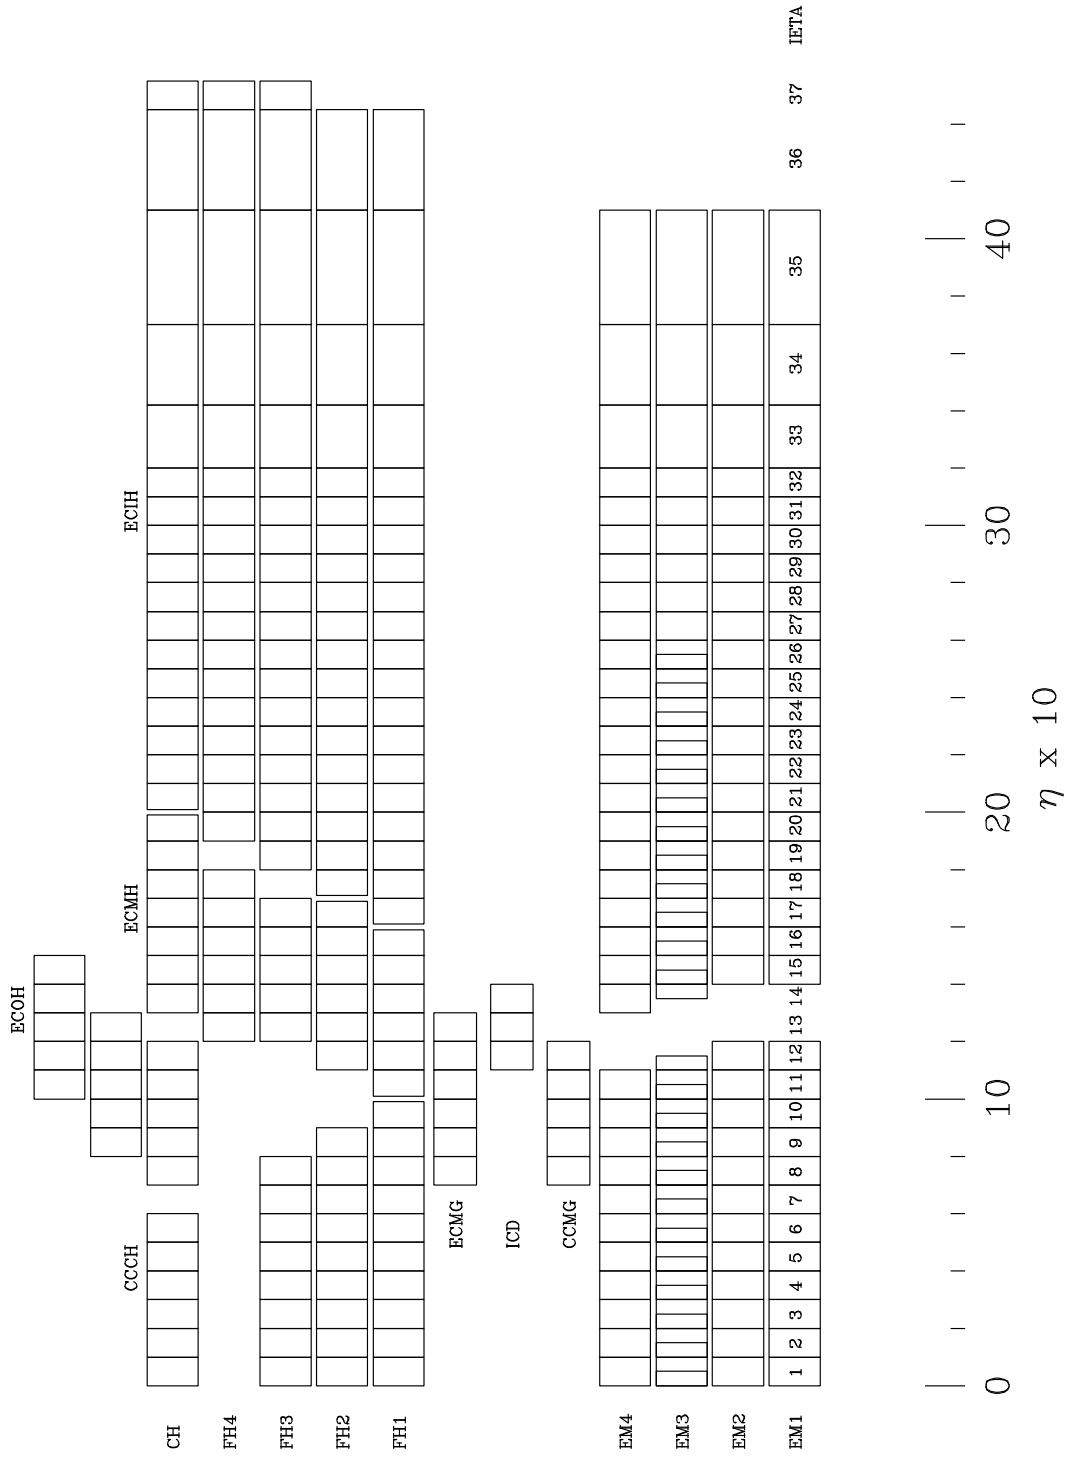 ECOH
CCCH ECMH ECIH
CH
FH4
FH3
FH2
FH1
ECMG
ICD
CCMG
EM4
EM3
EM2
EM1 1 2 3 4 5 6 7 8 9 10 11 12 13 14 15 16 17 18 19 20 21 22 23 24 25 26 27 28 29 30 31 32 33 34 35 36 37 IETA
0 10 20 30 40
η x 10